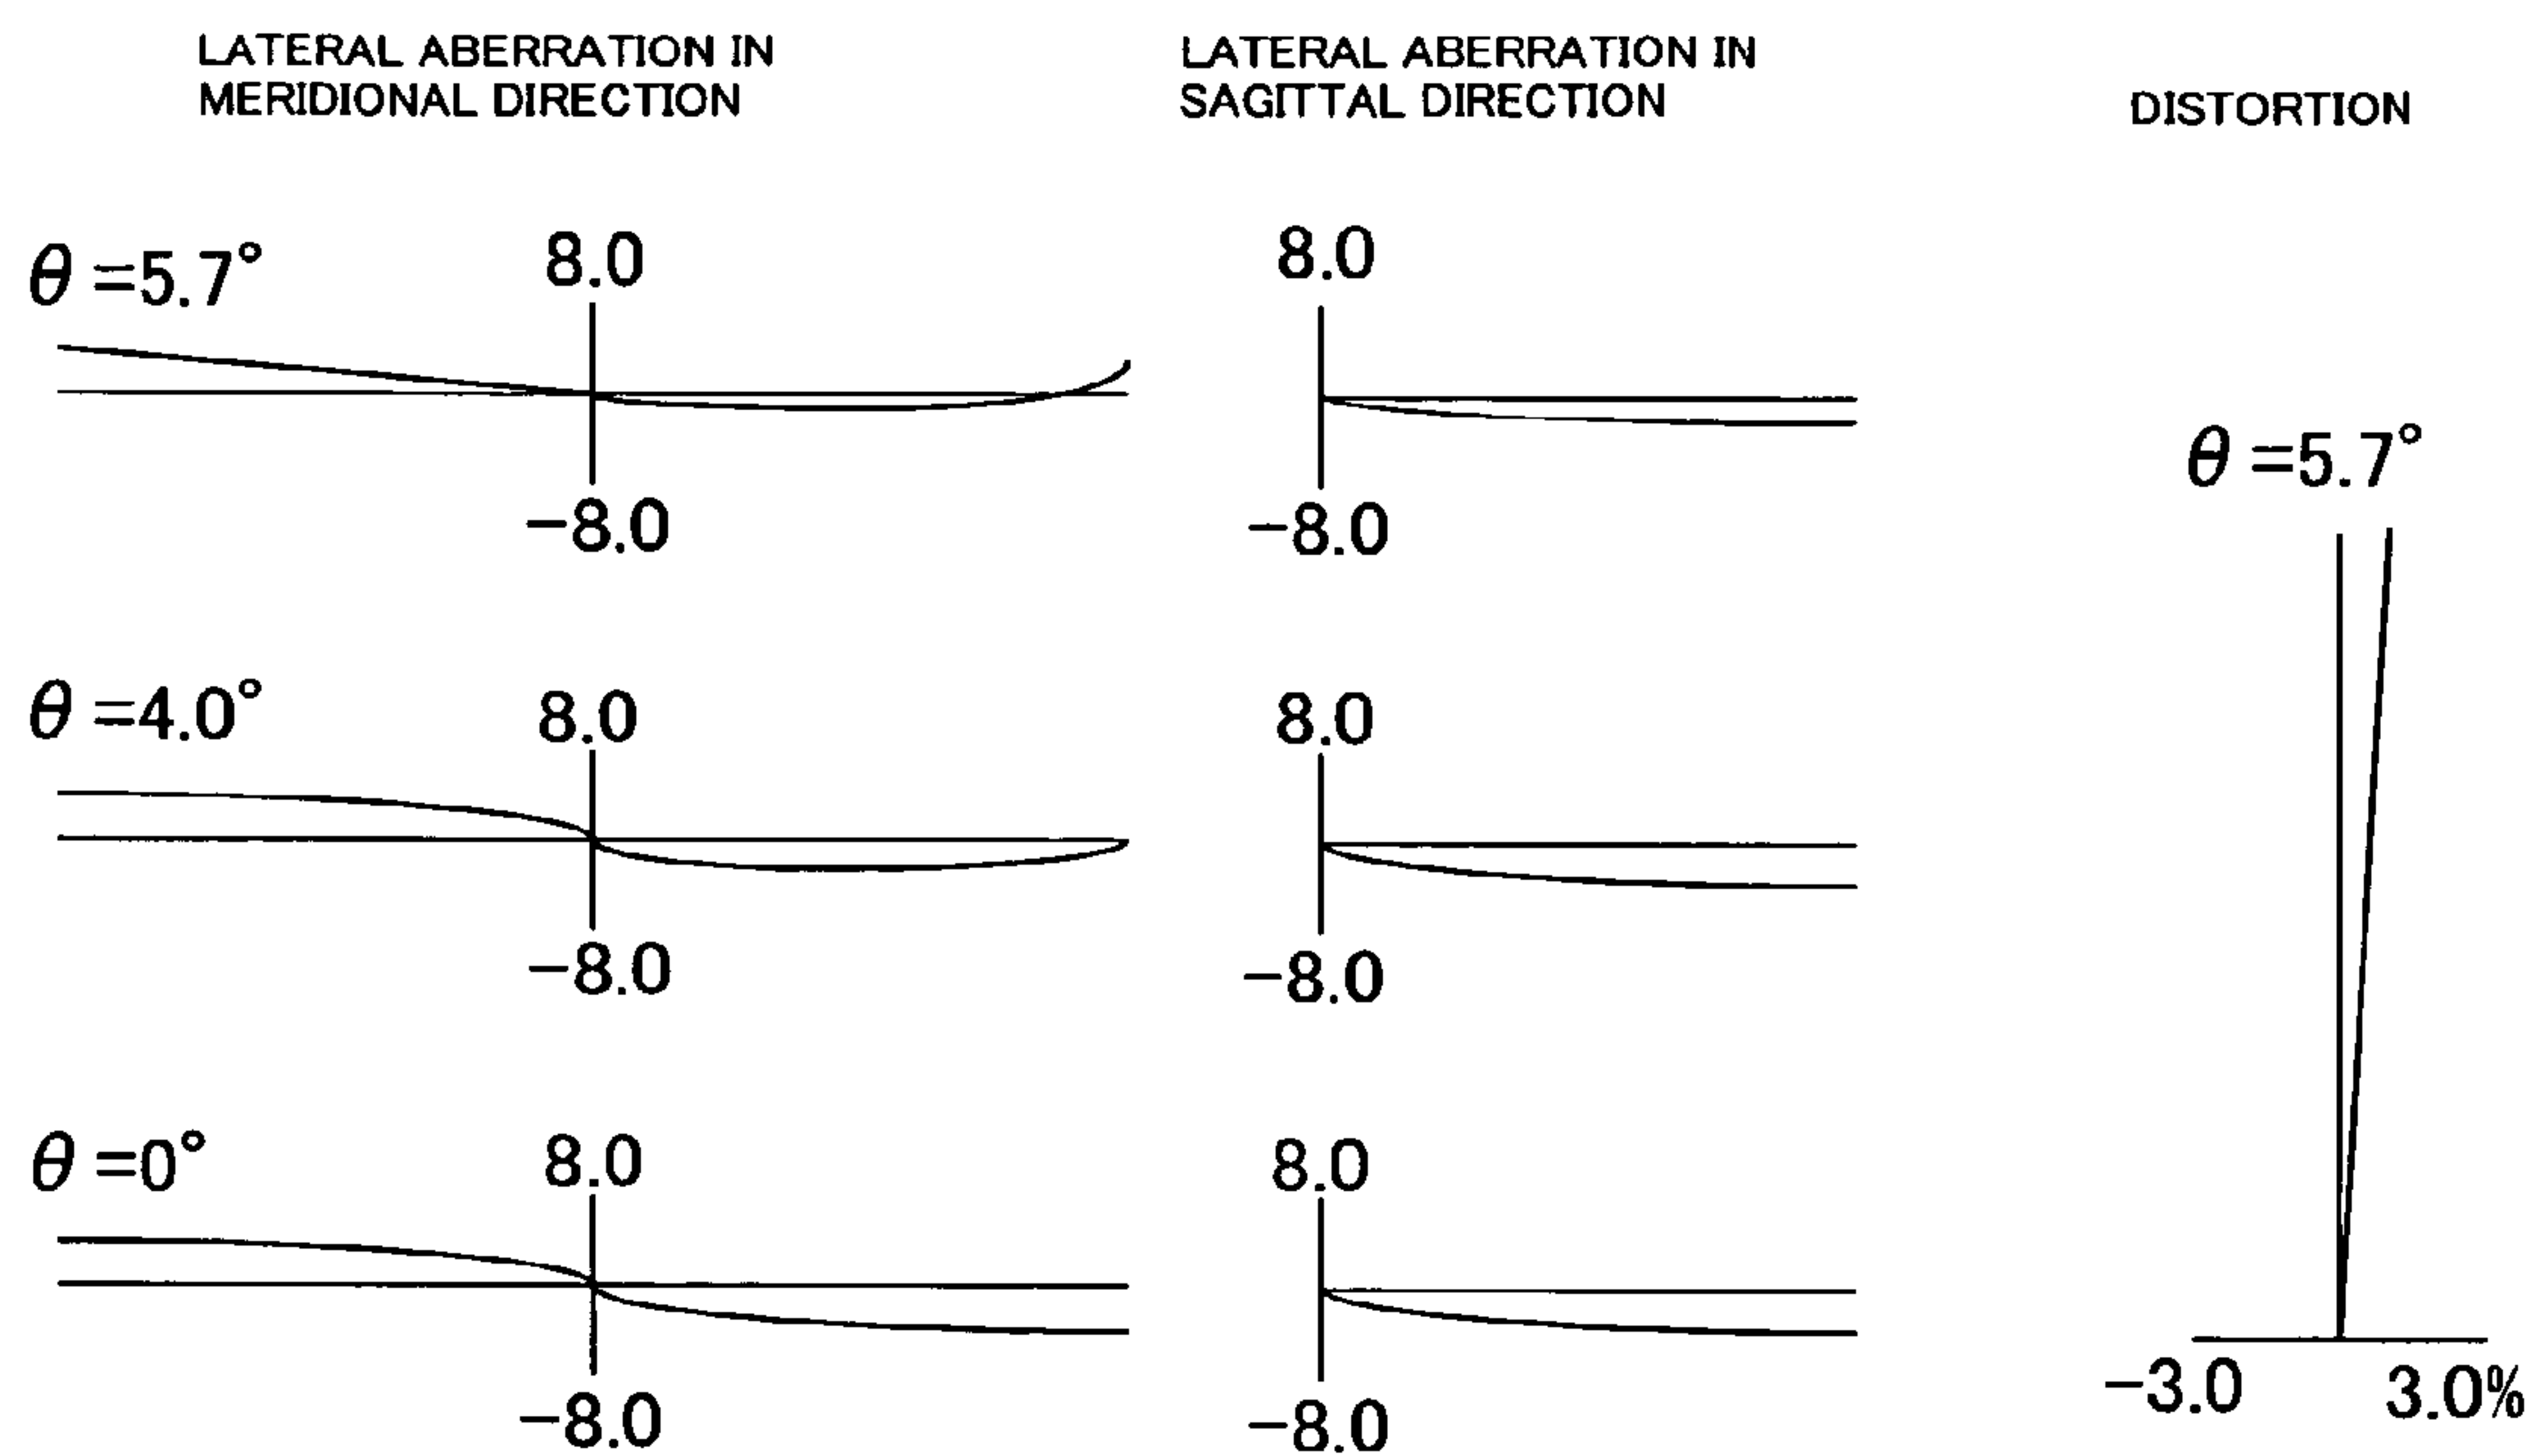 LATERAL ABERRATION IN
MERIDIONAL DIRECTION
LATERAL ABERRATION IN
SAGITTAL DIRECTION
DISTORTION
θ=5.7°
8.0
-8.0
8.0
-8.0
θ=4.0°
8.0
-8.0
8.0
-8.0
θ=0°
8.0
-8.0
8.0
-8.0
θ=5.7°
-3.0
3.0%